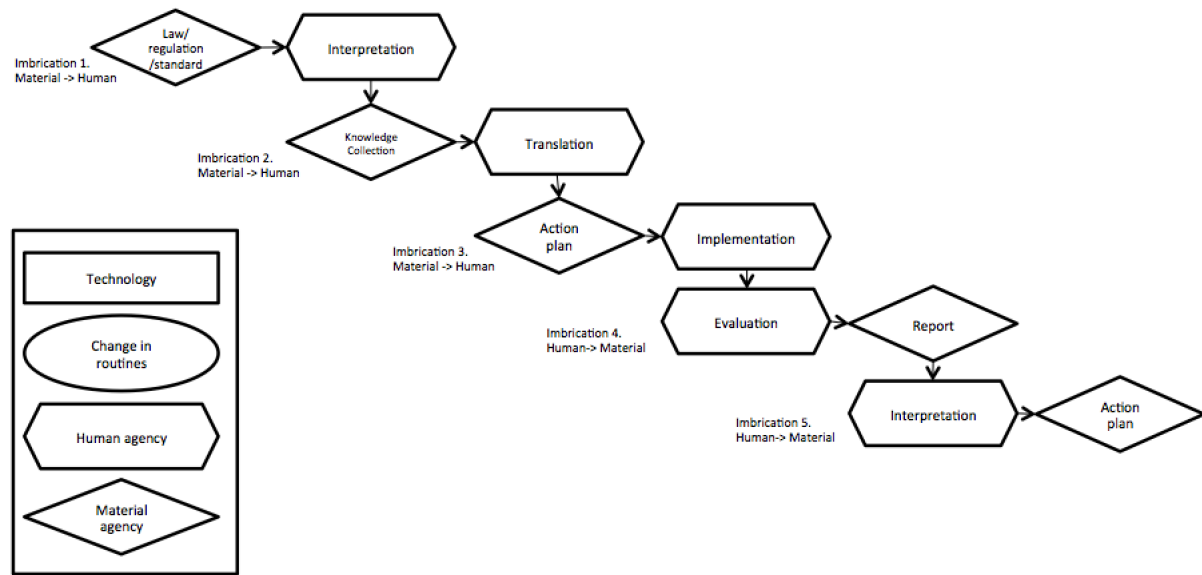 Law/
regulation
/standard
Interpretation
Imbrication 1.
Material -> Human
Knowledge
Collection
Translation
Imbrication 2.
Material -> Human
Action
plan
Implementation
Imbrication 3.
Material -> Human
Technology
Evaluation
Report
Imbrication 4.
Human-> Material
Change in
routines
Interpretation
Action
plan
Imbrication 5.
Human-> Material
Human agency
Material
agency